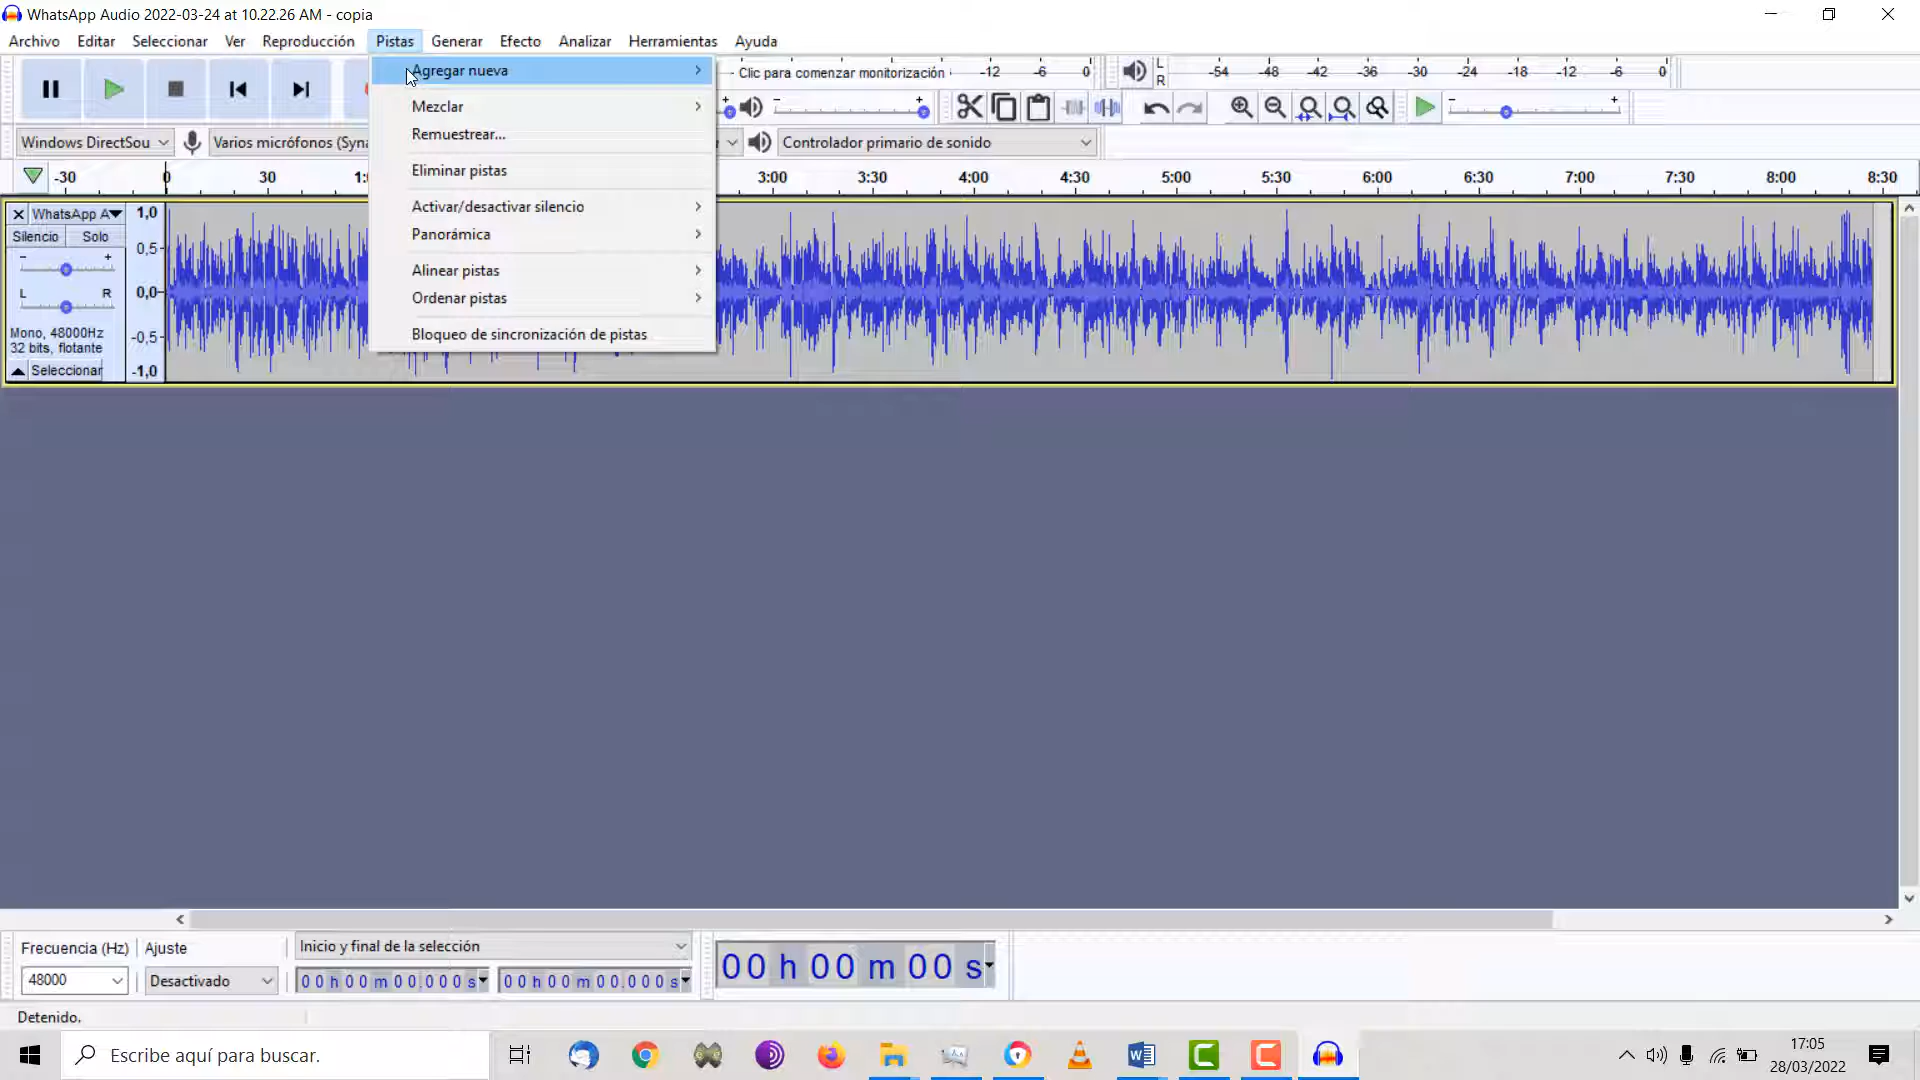 WhatsApp Audio 2022-03-24 at 10.22.26 AM - copia
Archivo Editar Seleccionar Ver Reproducción Pistas Generar Efecto Analizar Herramientas Ayuda
Agregar nueva
Mezclar
Remuestrear...
Eliminar pistas
Activar/desactivar silencio
Panorámica
Alinear pistas
Ordenar pistas
Bloqueo de sincronización de pistas
- Clic para comenzar monitorización -12 -6 0
L
R
-54 -48 -42 -36 -30 -24 -18 -12 -6 0
Windows DirectSou
Varios micrófonos (Syna
Controlador primario de sonido
-30 0 30 3:00 3:30 4:00 4:30 5:00 5:30 6:00 6:30 7:00 7:30 8:00 8:30
WhatsApp A
Silencio Solo
- +
L R
Mono, 48000Hz
32 bits, flotante
Seleccionar
1,0
0,5
0,0
-0,5
-1,0
Frecuencia (Hz) Ajuste
48000 Desactivado
Inicio y final de la selección
00 h 00 m 00.000 s 00 h 00 m 00.000 s
00 h 00 m 00 s
Detenido.
Escribe aquí para buscar.
17:05
28/03/2022